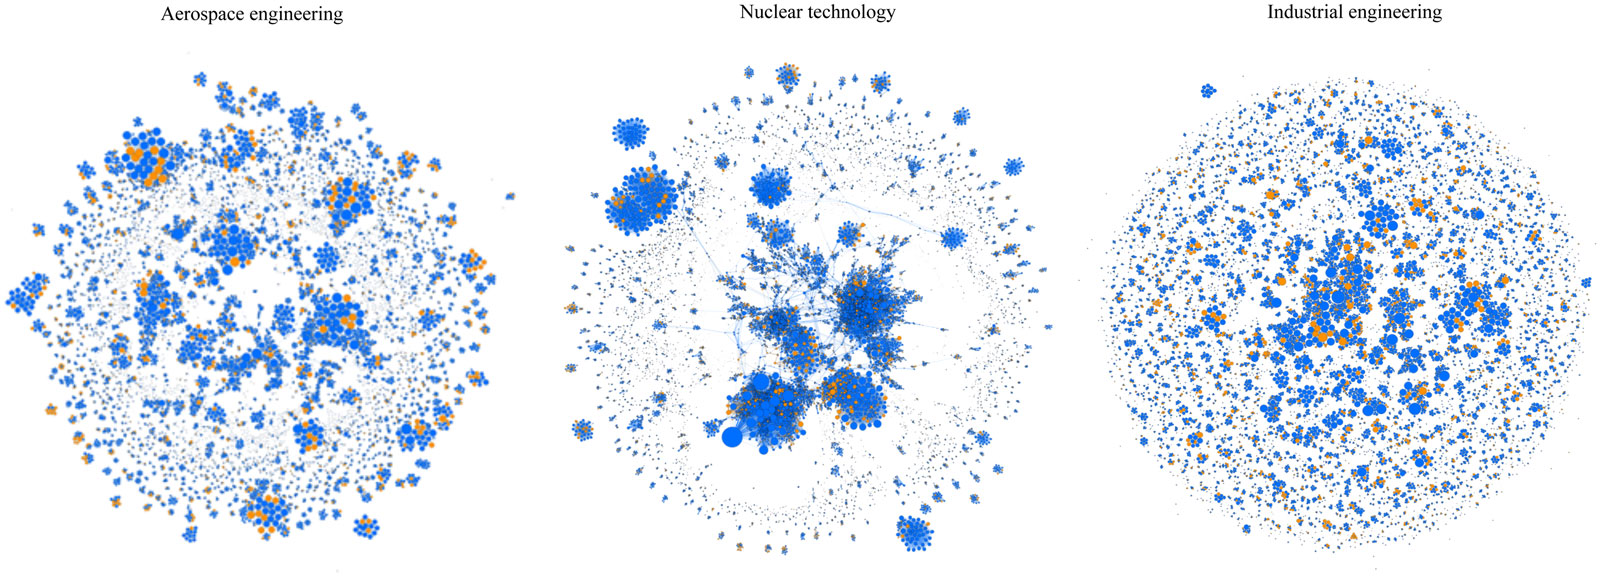 Aerospace engineering
Nuclear technology
Industrial engineering